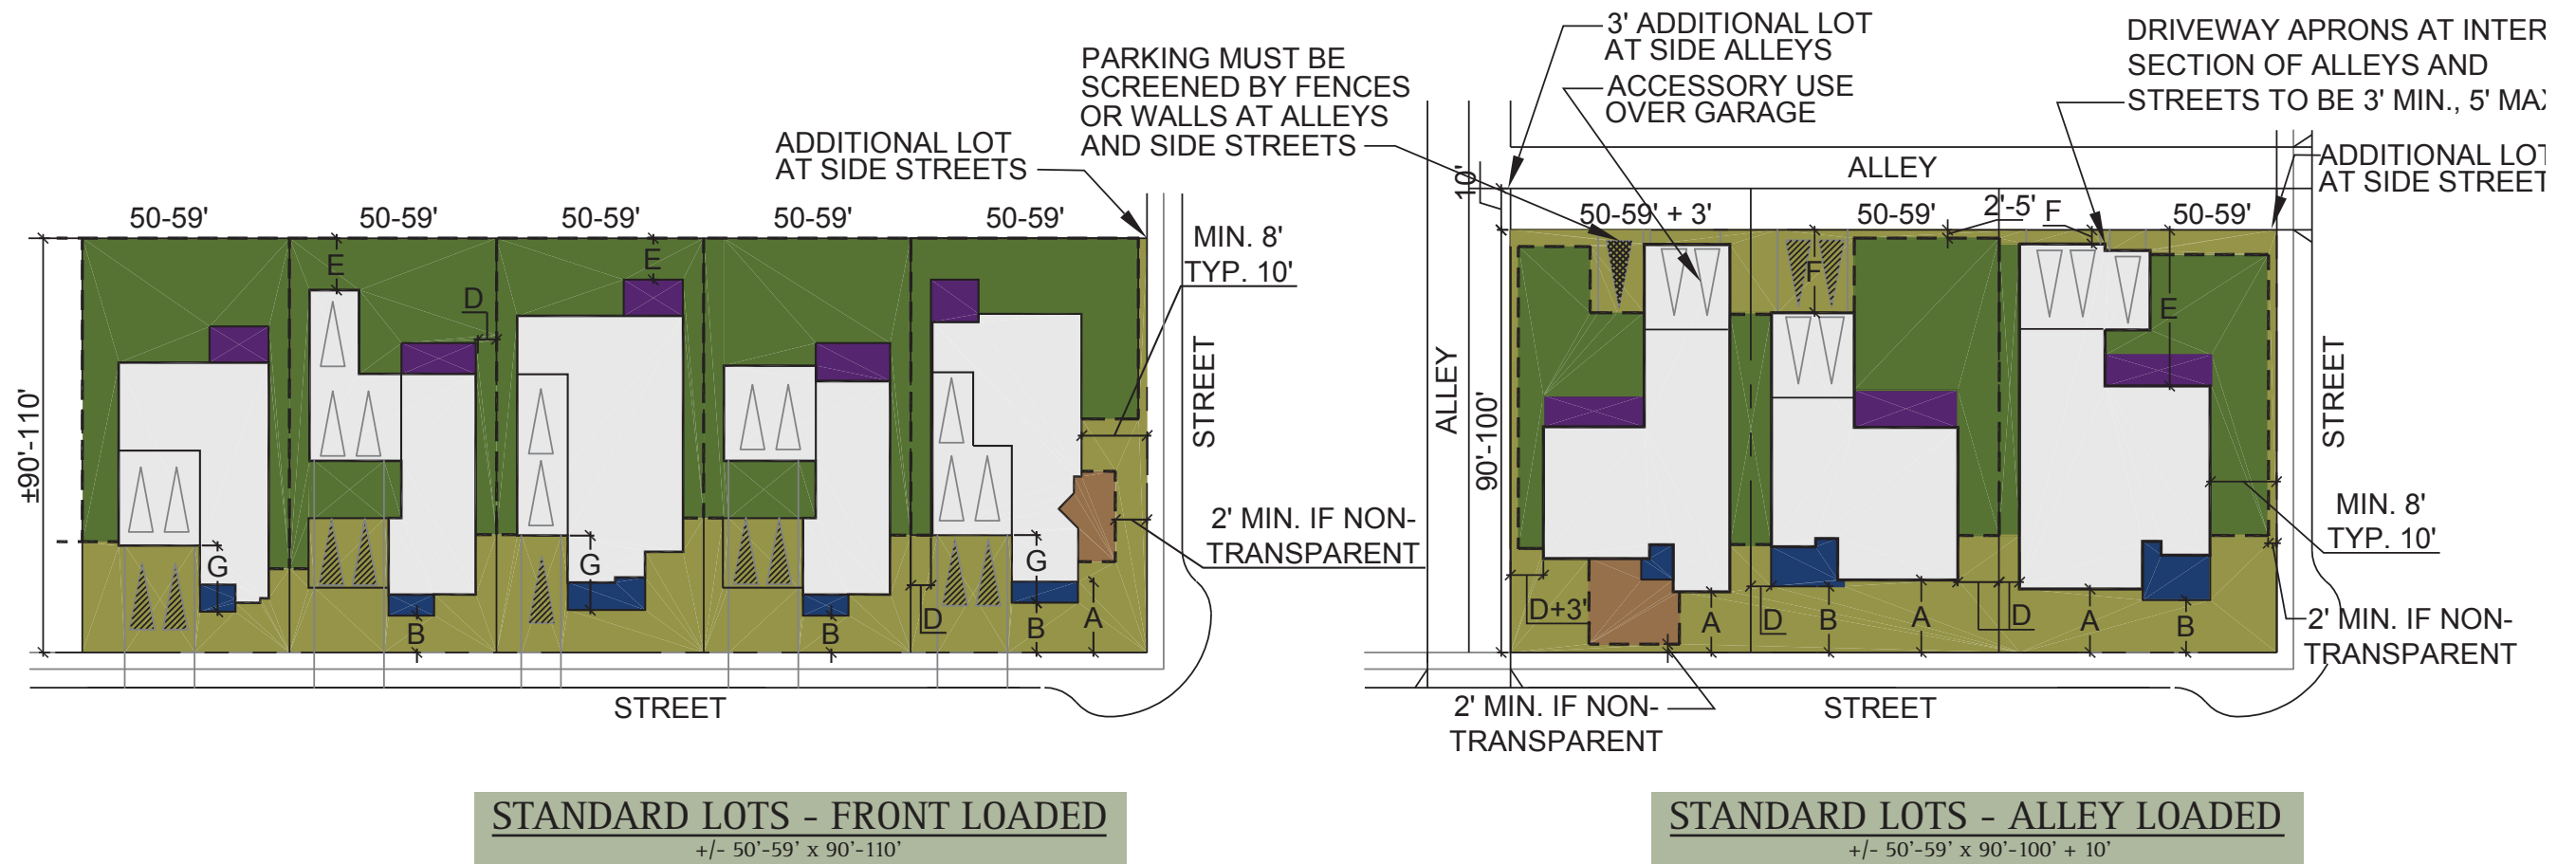 3' ADDITIONAL LOT
AT SIDE ALLEYS
ACCESSORY USE
OVER GARAGE
DRIVEWAY APRONS AT INTER
SECTION OF ALLEYS AND
STREETS TO BE 3' MIN., 5' MAX
PARKING MUST BE
SCREENED BY FENCES
OR WALLS AT ALLEYS
AND SIDE STREETS
ADDITIONAL LOT
AT SIDE STREETS
ADDITIONAL LOT
AT SIDE STREET
50-59'
50-59'
50-59'
50-59'
50-59'
MIN. 8'
TYP. 10'
±90'-110'
E
E
D
G
G
G
B
B
B
D
A
STREET
2' MIN. IF NON-
TRANSPARENT
STREET
ALLEY
10'
50-59' + 3'
50-59'
2'-5'
F
50-59'
F
E
ALLEY
90'-100'
STREET
MIN. 8'
TYP. 10'
D+3'
A
D
B
A
D
A
B
2' MIN. IF NON-
TRANSPARENT
2' MIN. IF NON-
TRANSPARENT
STREET
STANDARD LOTS - FRONT LOADED
+/- 50'-59' x 90'-110'
STANDARD LOTS - ALLEY LOADED
+/- 50'-59' x 90'-100' + 10'